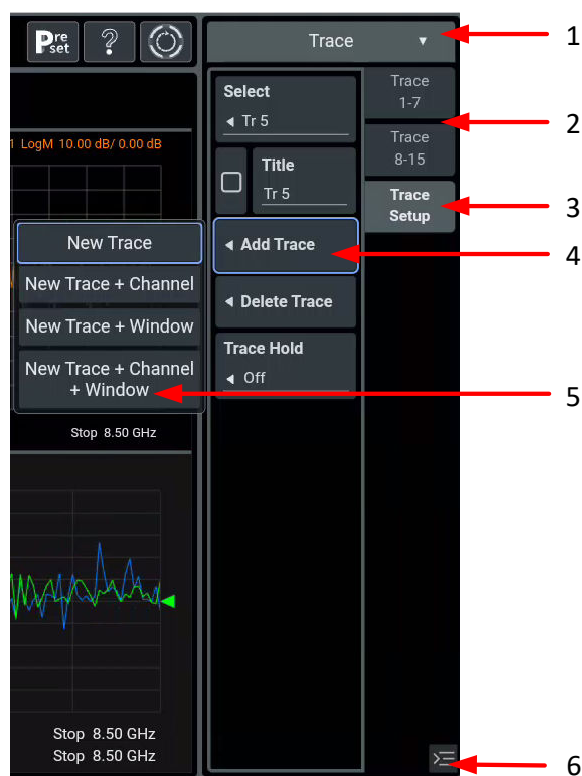 Pre
set
?
Trace
1
Select
Tr 5
Trace
1-7
2
1 LogM 10.00 dB/ 0.00 dB
Trace
8-15
Title
Tr 5
Trace
Setup
3
New Trace
Add Trace
4
New Trace + Channel
Delete Trace
New Trace + Window
Trace Hold
Off
New Trace + Channel
+ Window
5
Stop 8.50 GHz
Stop 8.50 GHz
Stop 8.50 GHz
6